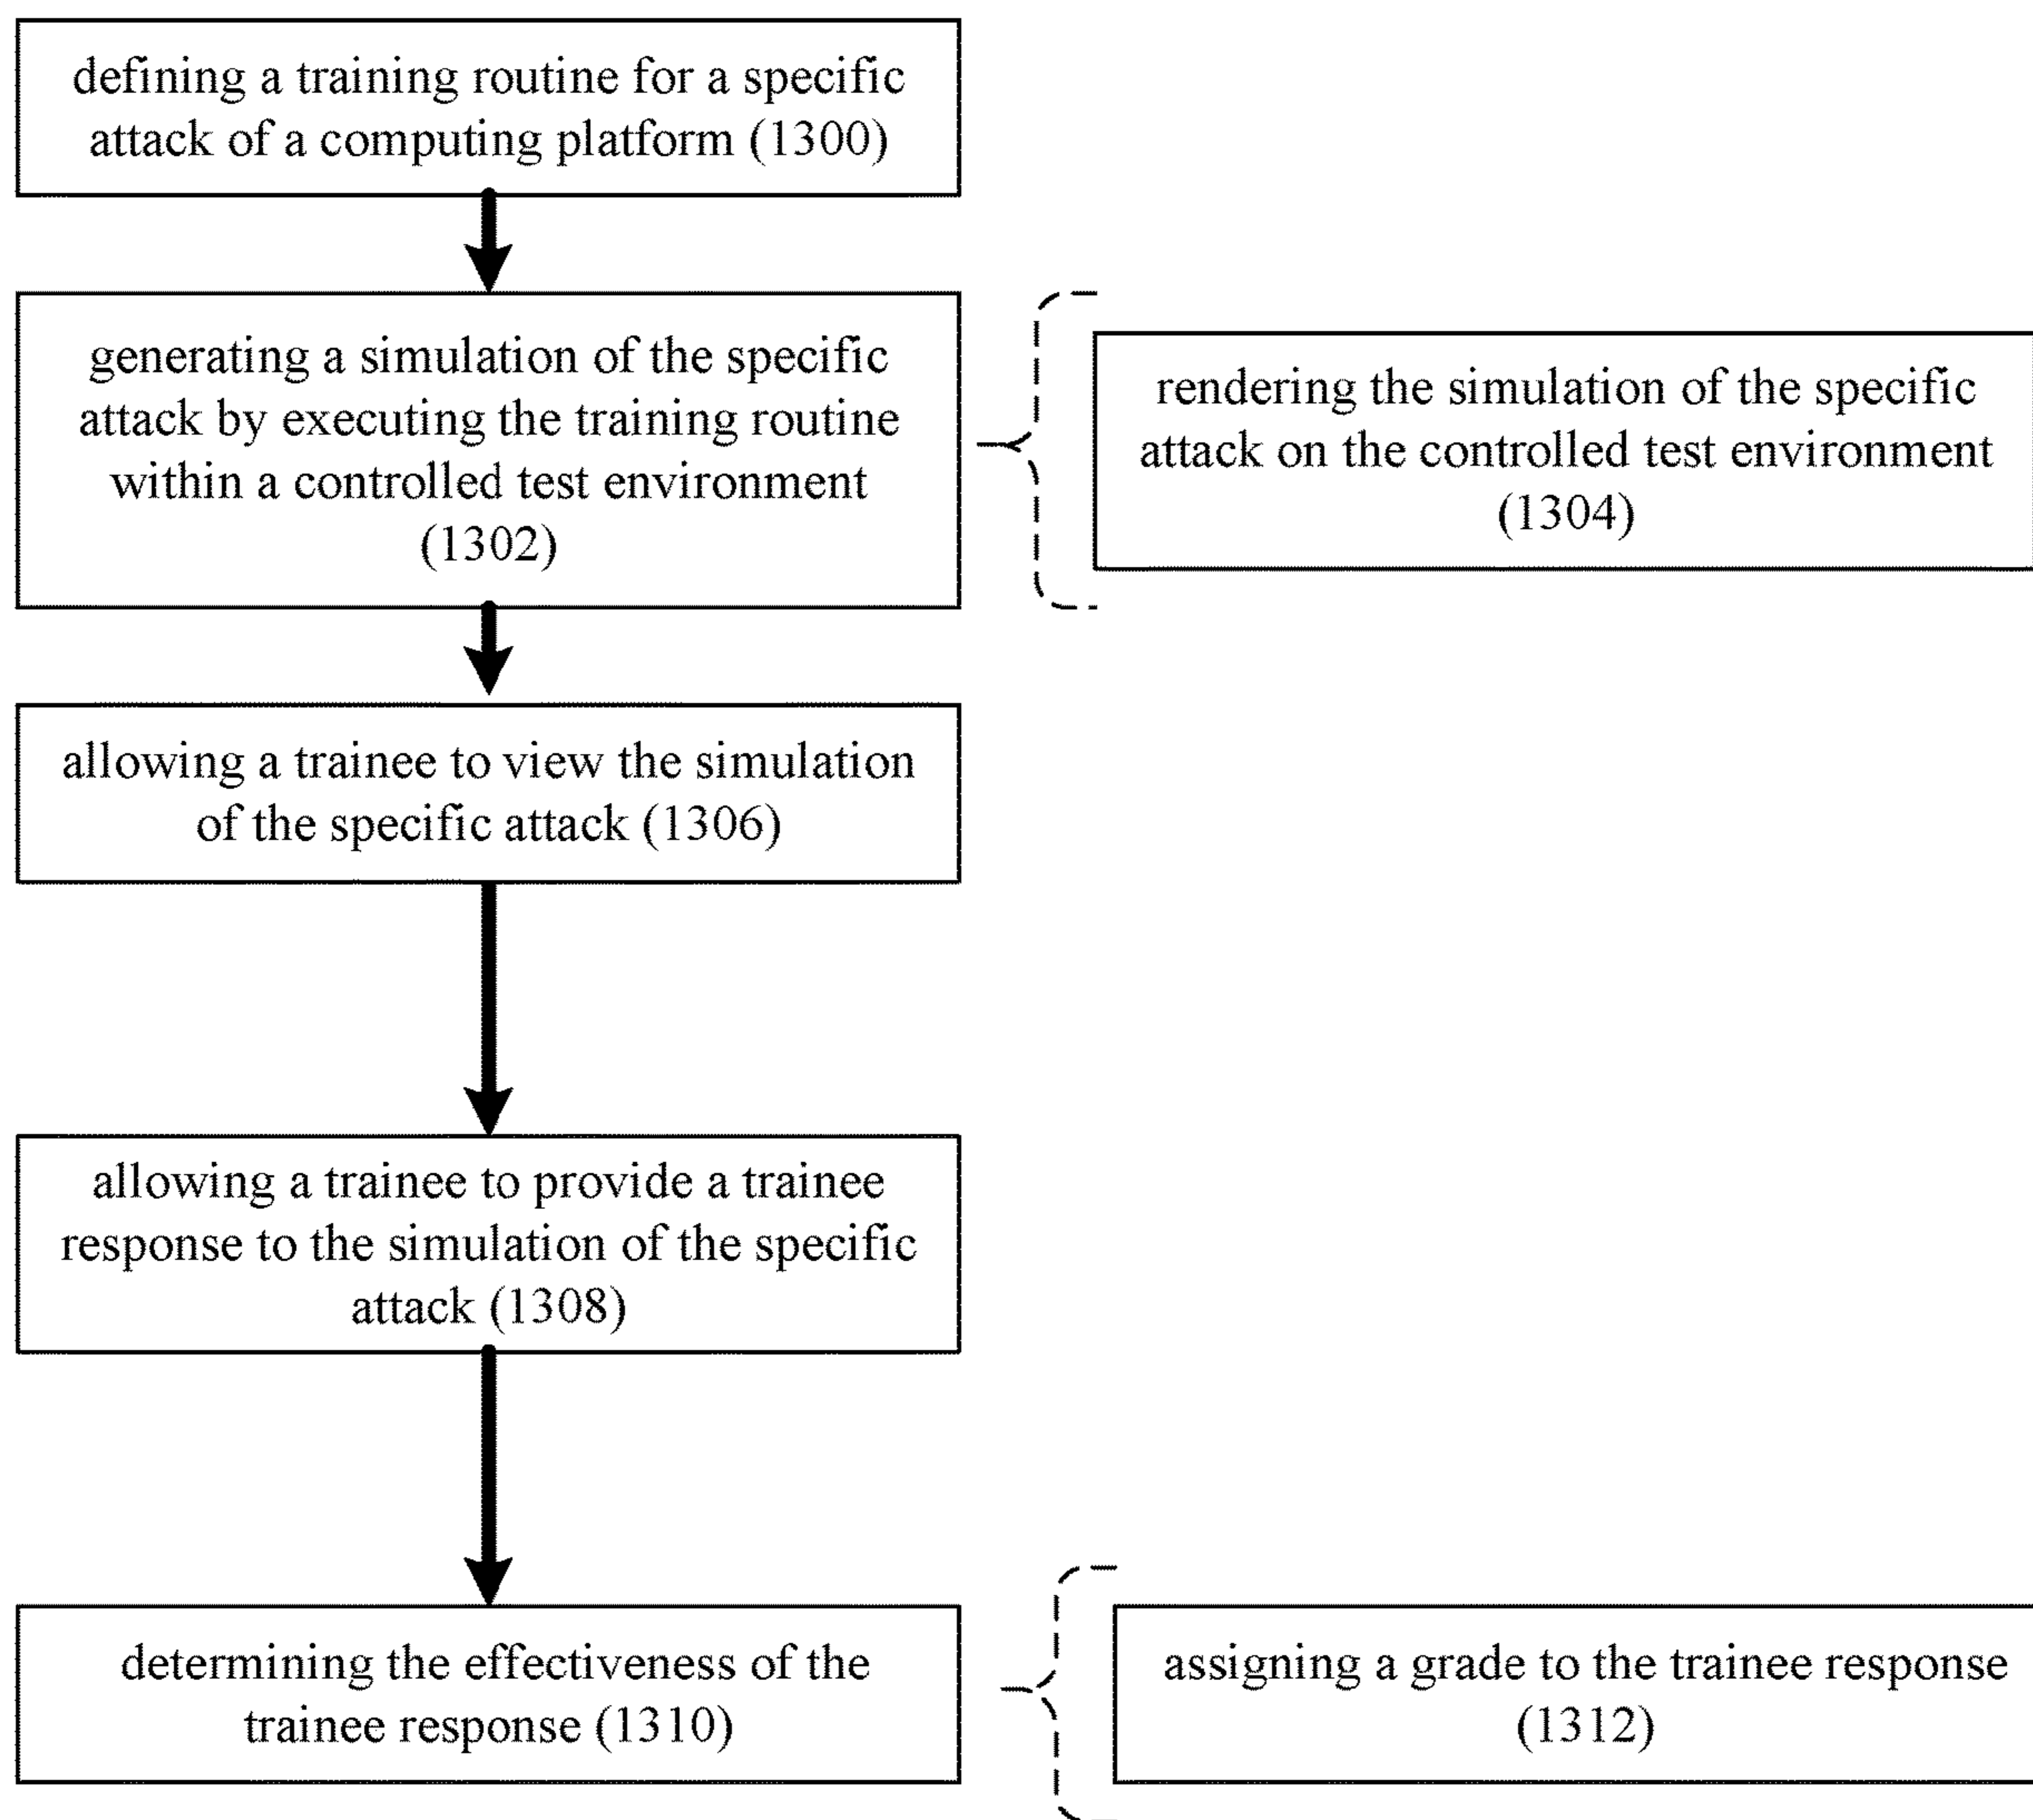 defining a training routine for a specific
attack of a computing platform (1300)
generating a simulation of the specific
attack by executing the training routine
within a controlled test environment
(1302)
rendering the simulation of the specific
attack on the controlled test environment
(1304)
allowing a trainee to view the simulation
of the specific attack (1306)
allowing a trainee to provide a trainee
response to the simulation of the specific
attack (1308)
determining the effectiveness of the
trainee response (1310)
assigning a grade to the trainee response
(1312)